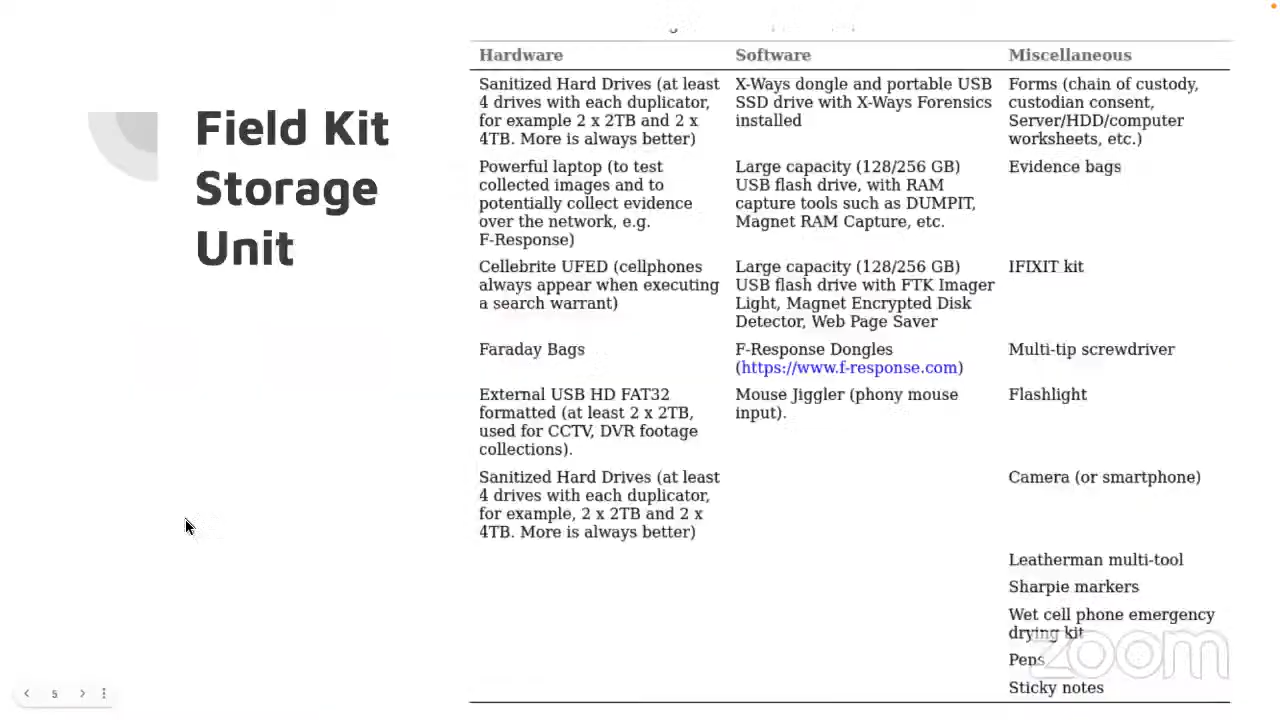 Field Kit
Storage
Unit
Hardware Software Miscellaneous
Sanitized Hard Drives (at least
4 drives with each duplicator,
for example 2 x 2TB and 2 x
4TB. More is always better)
X-Ways dongle and portable USB
SSD drive with X-Ways Forensics
installed
Forms (chain of custody,
custodian consent,
Server/HDD/computer
worksheets, etc.)
Powerful laptop (to test
collected images and to
potentially collect evidence
over the network, e.g.
F-Response)
Large capacity (128/256 GB)
USB flash drive, with RAM
capture tools such as DUMPIT,
Magnet RAM Capture, etc.
Evidence bags
Cellebrite UFED (cellphones
always appear when executing
a search warrant)
Large capacity (128/256 GB)
USB flash drive with FTK Imager
Light, Magnet Encrypted Disk
Detector, Web Page Saver
IFIXIT kit
Faraday Bags
F-Response Dongles
(https://www.f-response.com)
Multi-tip screwdriver
External USB HD FAT32
formatted (at least 2 x 2TB,
used for CCTV, DVR footage
collections).
Mouse Jiggler (phony mouse
input).
Flashlight
Sanitized Hard Drives (at least
4 drives with each duplicator,
for example, 2 x 2TB and 2 x
4TB. More is always better)
Camera (or smartphone)
Leatherman multi-tool
Sharpie markers
Wet cell phone emergency
drying kit
Pens
Sticky notes
zoom
5